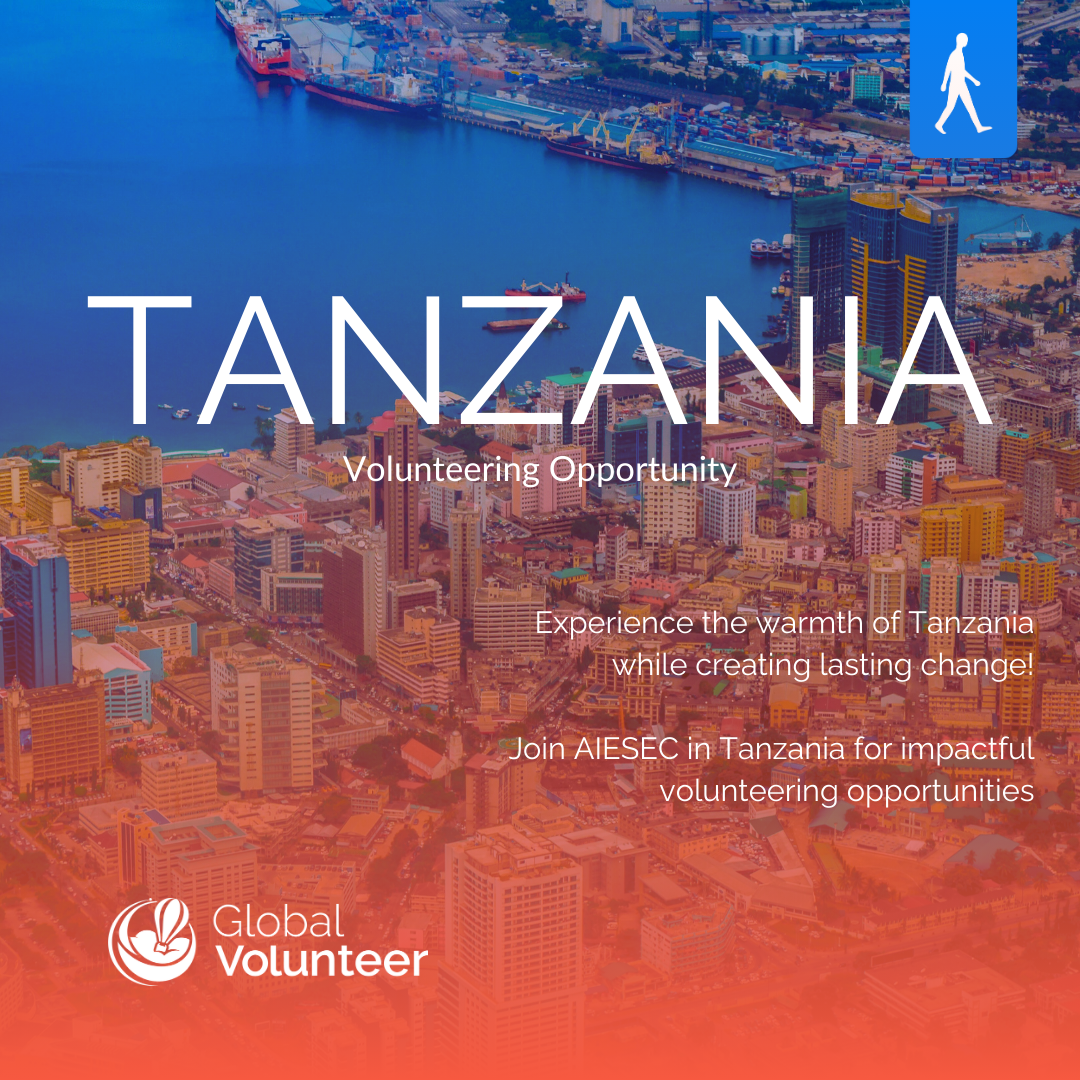 TANZANIA
Volunteering Opportunity
Experience the warmth of Tanzania
while creating lasting change!
Join AIESEC in Tanzania for impactful
volunteering opportunities
Global
Volunteer